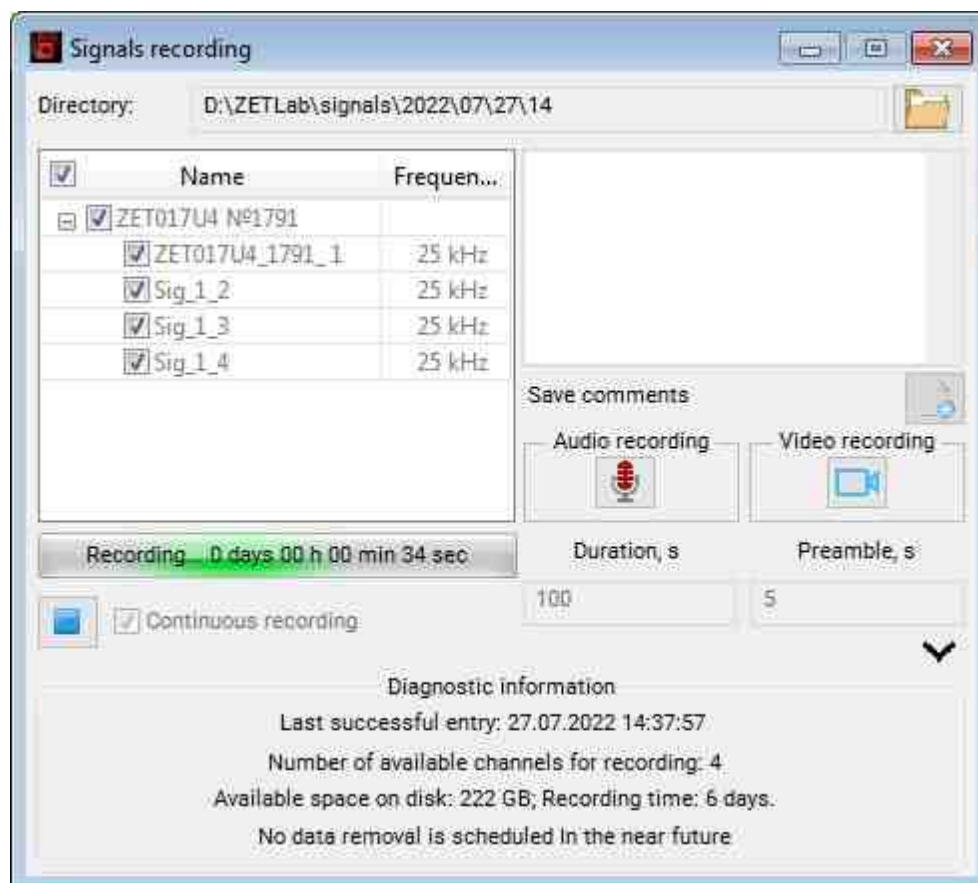 Signals recording
Directory: D:\ZETLab\signals\2022\07\27\14
Name Frequen...
ZET017U4 №1791
ZET017U4_1791_ 1 25 kHz
Sig_1_2 25 kHz
Sig_1_3 25 kHz
Sig_1_4 25 kHz
Save comments
Audio recording Video recording
Recording... 0 days 00 h 00 min 34 sec
Duration, s Preamble, s
100 5
Continuous recording
Diagnostic information
Last successful entry: 27.07.2022 14:37:57
Number of available channels for recording: 4
Available space on disk: 222 GB; Recording time: 6 days.
No data removal is scheduled In the near future